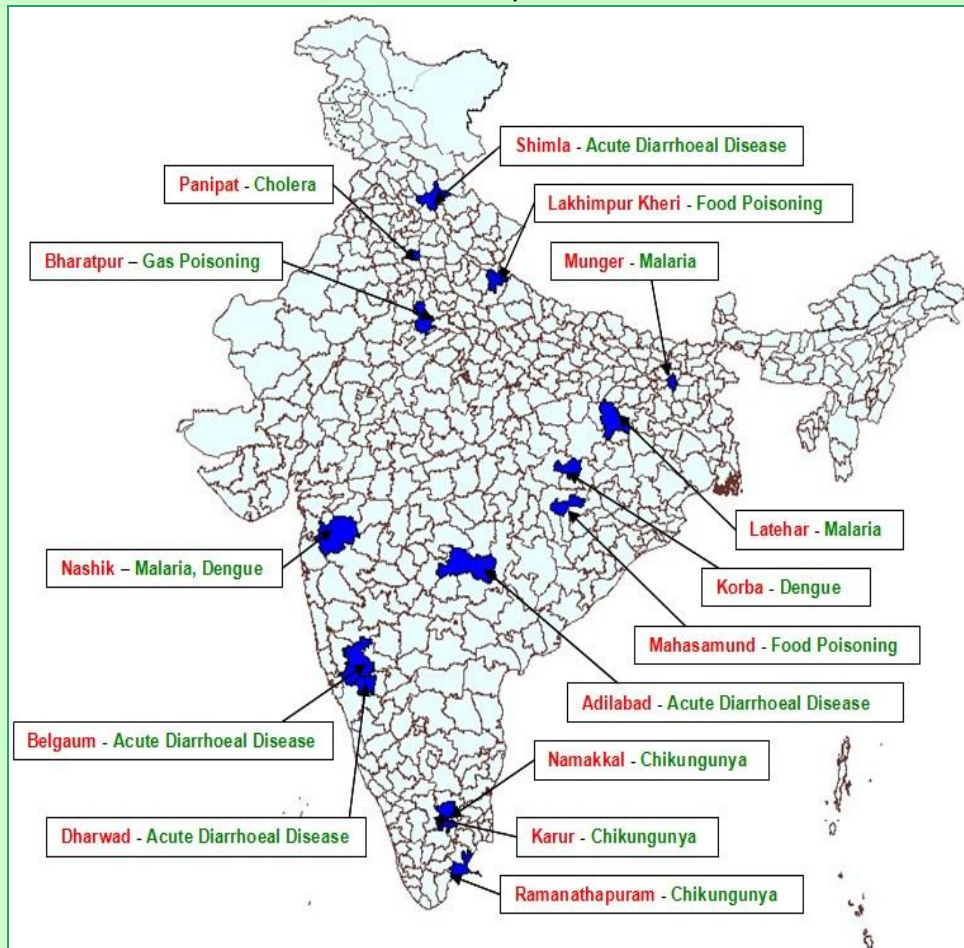 Shimla - Acute Diarrhoeal Disease
Panipat - Cholera
Lakhimpur Kheri - Food Poisoning
Bharatpur – Gas Poisoning
Munger - Malaria
Latehar - Malaria
Nashik – Malaria, Dengue
Korba - Dengue
Mahasamund - Food Poisoning
Adilabad - Acute Diarrhoeal Disease
Belgaum - Acute Diarrhoeal Disease
Namakkal - Chikungunya
Dharwad - Acute Diarrhoeal Disease
Karur - Chikungunya
Ramanathapuram - Chikungunya